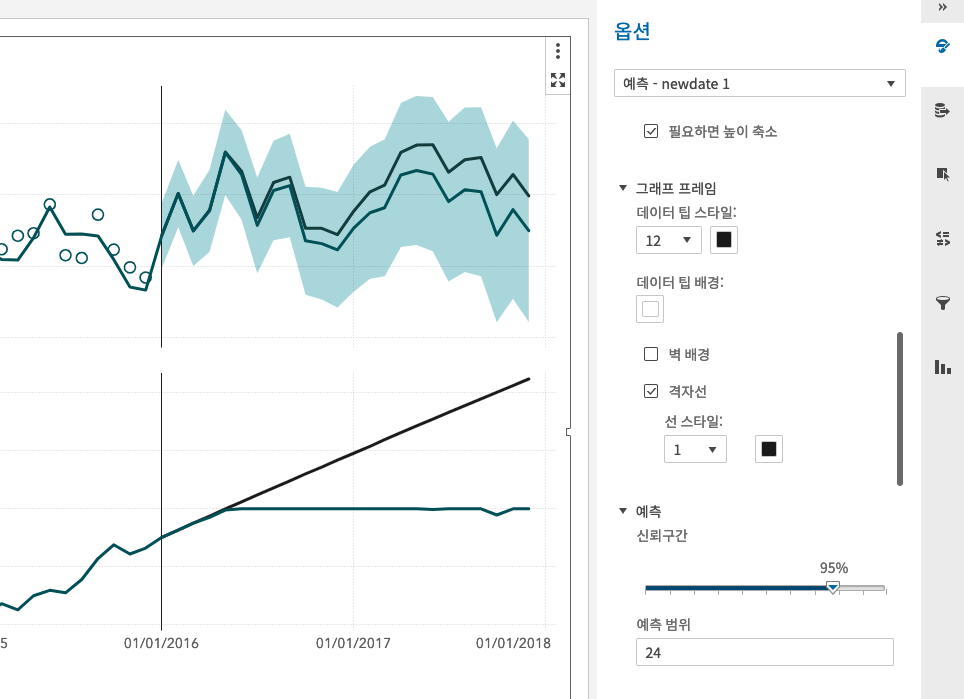 옵션
예측 - newdate 1
필요하면 높이 축소
그래프 프레임
데이터 팁 스타일:
12
데이터 팁 배경:
벽 배경
격자선
선 스타일:
1
예측
신뢰구간
95%
예측 범위
24
5
01/01/2016
01/01/2017
01/01/2018